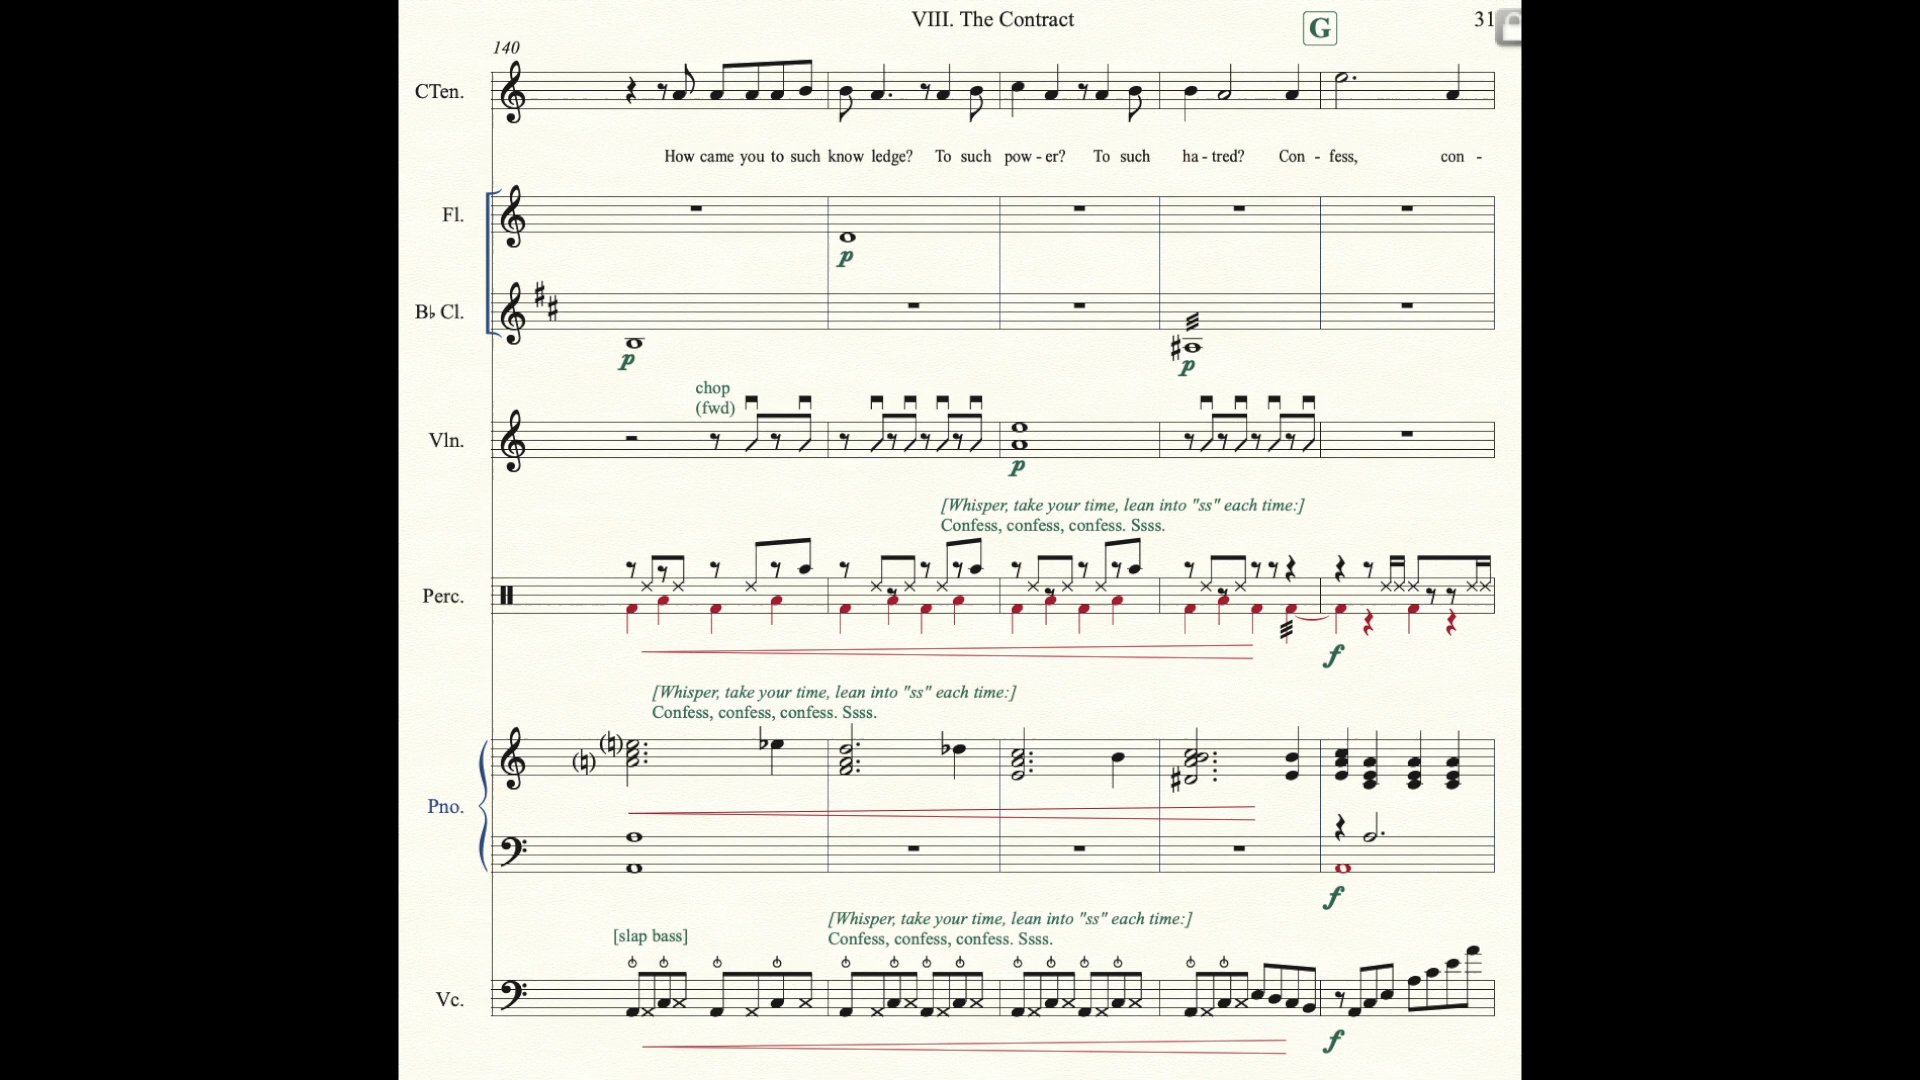 VIII. The Contract
G
31
140
CTen.
How came you to such know ledge? To such pow - er? To such ha - tred? Con - fess, con -
Fl.
p
B♭ Cl.
p
p
chop
(fwd)
Vln.
p
[Whisper, take your time, lean into "ss" each time:]
Confess, confess, confess. Ssss.
Perc.
f
[Whisper, take your time, lean into "ss" each time:]
Confess, confess, confess. Ssss.
Pno.
f
[Whisper, take your time, lean into "ss" each time:]
Confess, confess, confess. Ssss.
[slap bass]
Vc.
f